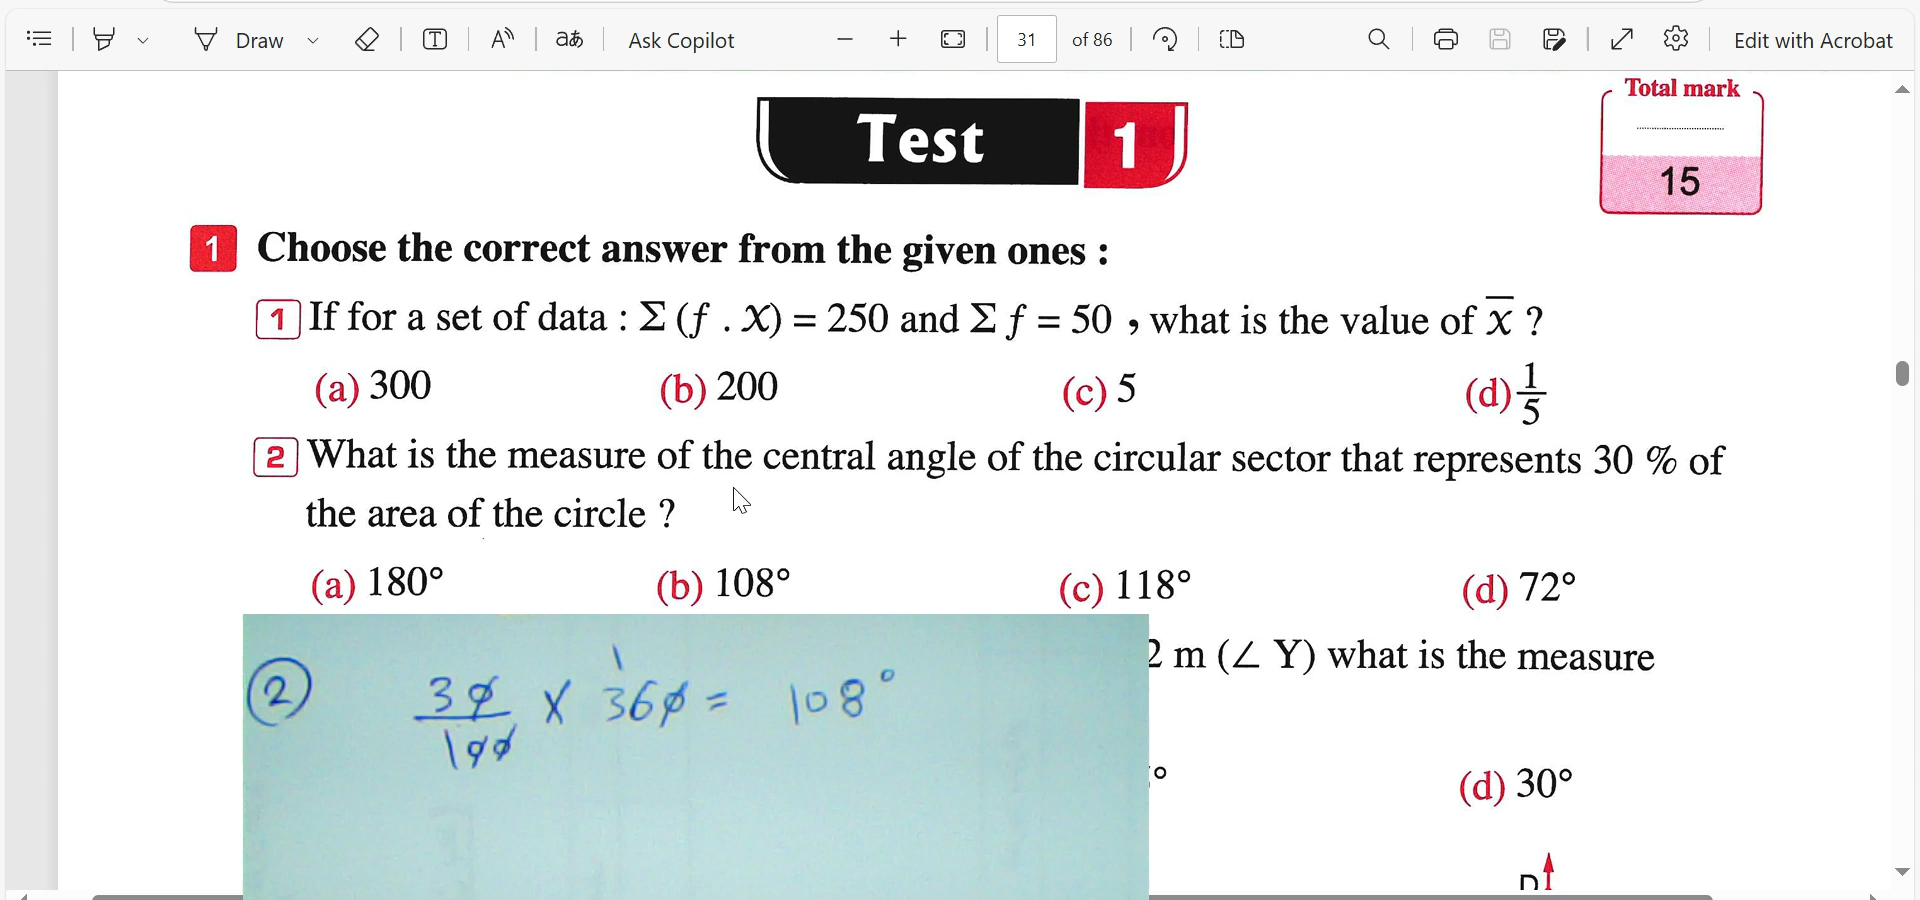 Draw
Ask Copilot
31 of 86
Edit with Acrobat
Total mark
15
Test 1
1 Choose the correct answer from the given ones :
1 If for a set of data : Σ (f . X) = 250 and Σ f = 50 , what is the value of x̄ ?
(a) 300 (b) 200 (c) 5 (d) 1/5
2 What is the measure of the central angle of the circular sector that represents 30 % of
the area of the circle ?
(a) 180° (b) 108° (c) 118° (d) 72°
2 m (∠ Y) what is the measure
② 30/100 × 360 = 108°
(d) 30°
D